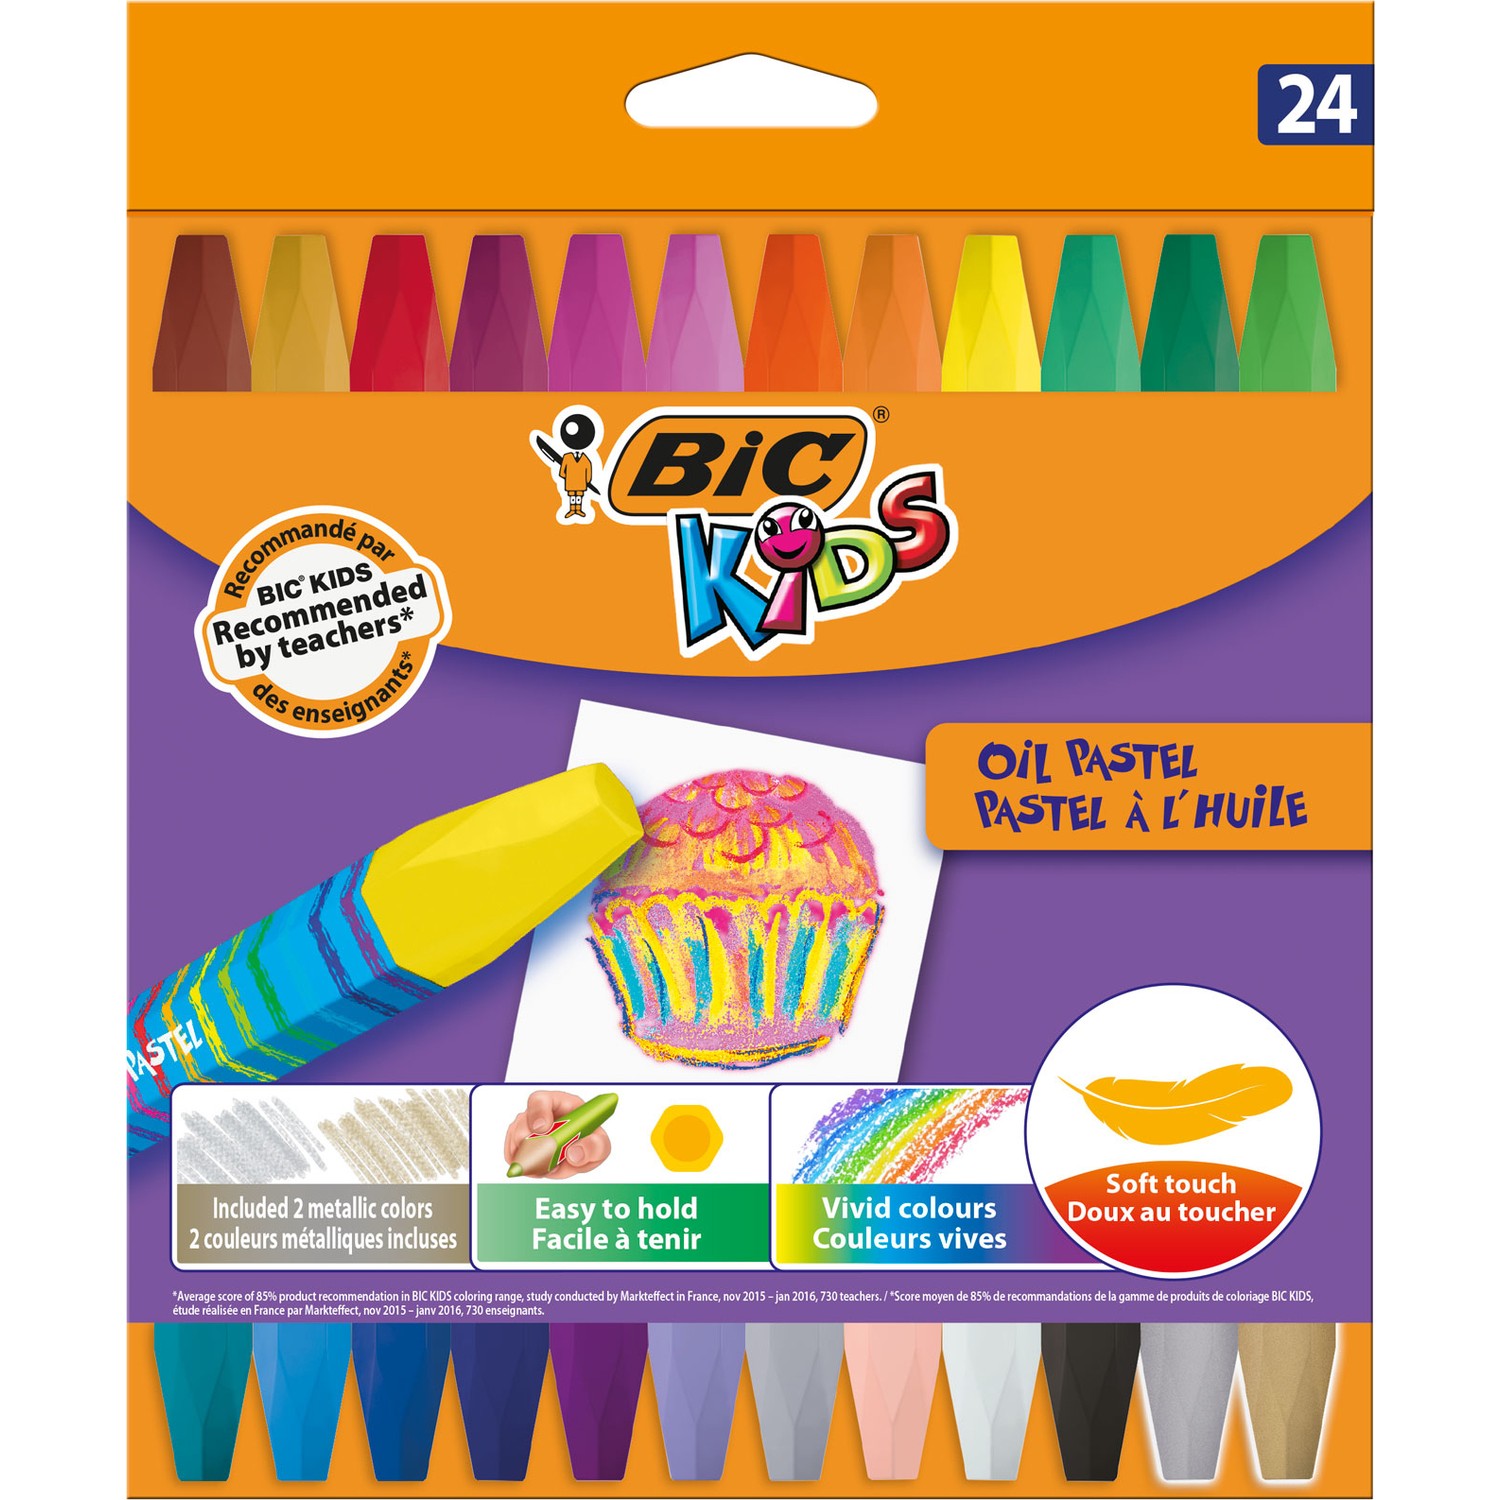 24
BiC®
KiDS
Recommandé par
BIC® KIDS
Recommended
by teachers*
des enseignants*
OiL PASTEL
PASTEL À L'HUiLE
PASTEL
Included 2 metallic colors
2 couleurs métalliques incluses
Easy to hold
Facile à tenir
Vivid colours
Couleurs vives
Soft touch
Doux au toucher
*Average score of 85% product recommendation in BIC KIDS coloring range, study conducted by Markteffect in France, nov 2015 – jan 2016, 730 teachers. / *Score moyen de 85% de recommandations de la gamme de produits de coloriage BIC KIDS,
étude réalisée en France par Markteffect, nov 2015 – janv 2016, 730 enseignants.